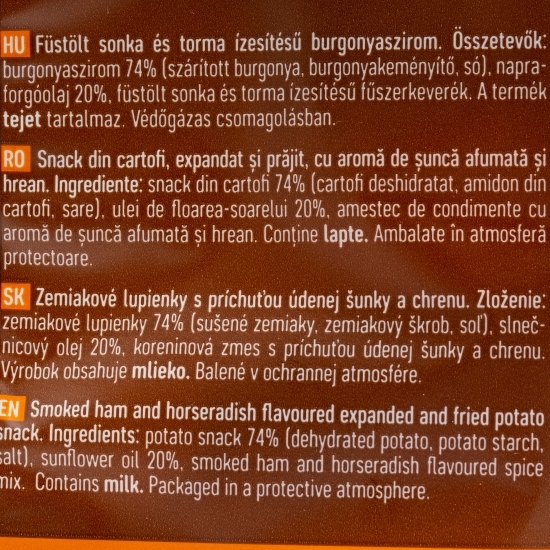 HU Füstölt sonka és torma ízesítésű burgonyaszirom. Összetevők:
burgonyaszirom 74% (szárított burgonya, burgonyakeményítő, só), napra-
forgóolaj 20%, füstölt sonka és torma ízesítésű fűszerkeverék. A termék
tejet tartalmaz. Védőgázas csomagolásban.
RO Snack din cartofi, expandat și prăjit, cu aromă de șuncă afumată și
hrean. Ingrediente: snack din cartofi 74% (cartofi deshidratat, amidon din
cartofi, sare), ulei de floarea-soarelui 20%, amestec de condimente cu
aromă de șuncă afumată și hrean. Conține lapte. Ambalate în atmosferă
protectoare.
SK Zemiakové lupienky s príchuťou údenej šunky a chrenu. Zloženie:
zemiakové lupienky 74% (sušené zemiaky, zemiakový škrob, soľ), slneč-
nicový olej 20%, koreninová zmes s príchuťou údenej šunky a chrenu.
Výrobok obsahuje mlieko. Balené v ochrannej atmosfére.
EN Smoked ham and horseradish flavoured expanded and fried potato
snack. Ingredients: potato snack 74% (dehydrated potato, potato starch,
salt), sunflower oil 20%, smoked ham and horseradish flavoured spice
mix. Contains milk. Packaged in a protective atmosphere.